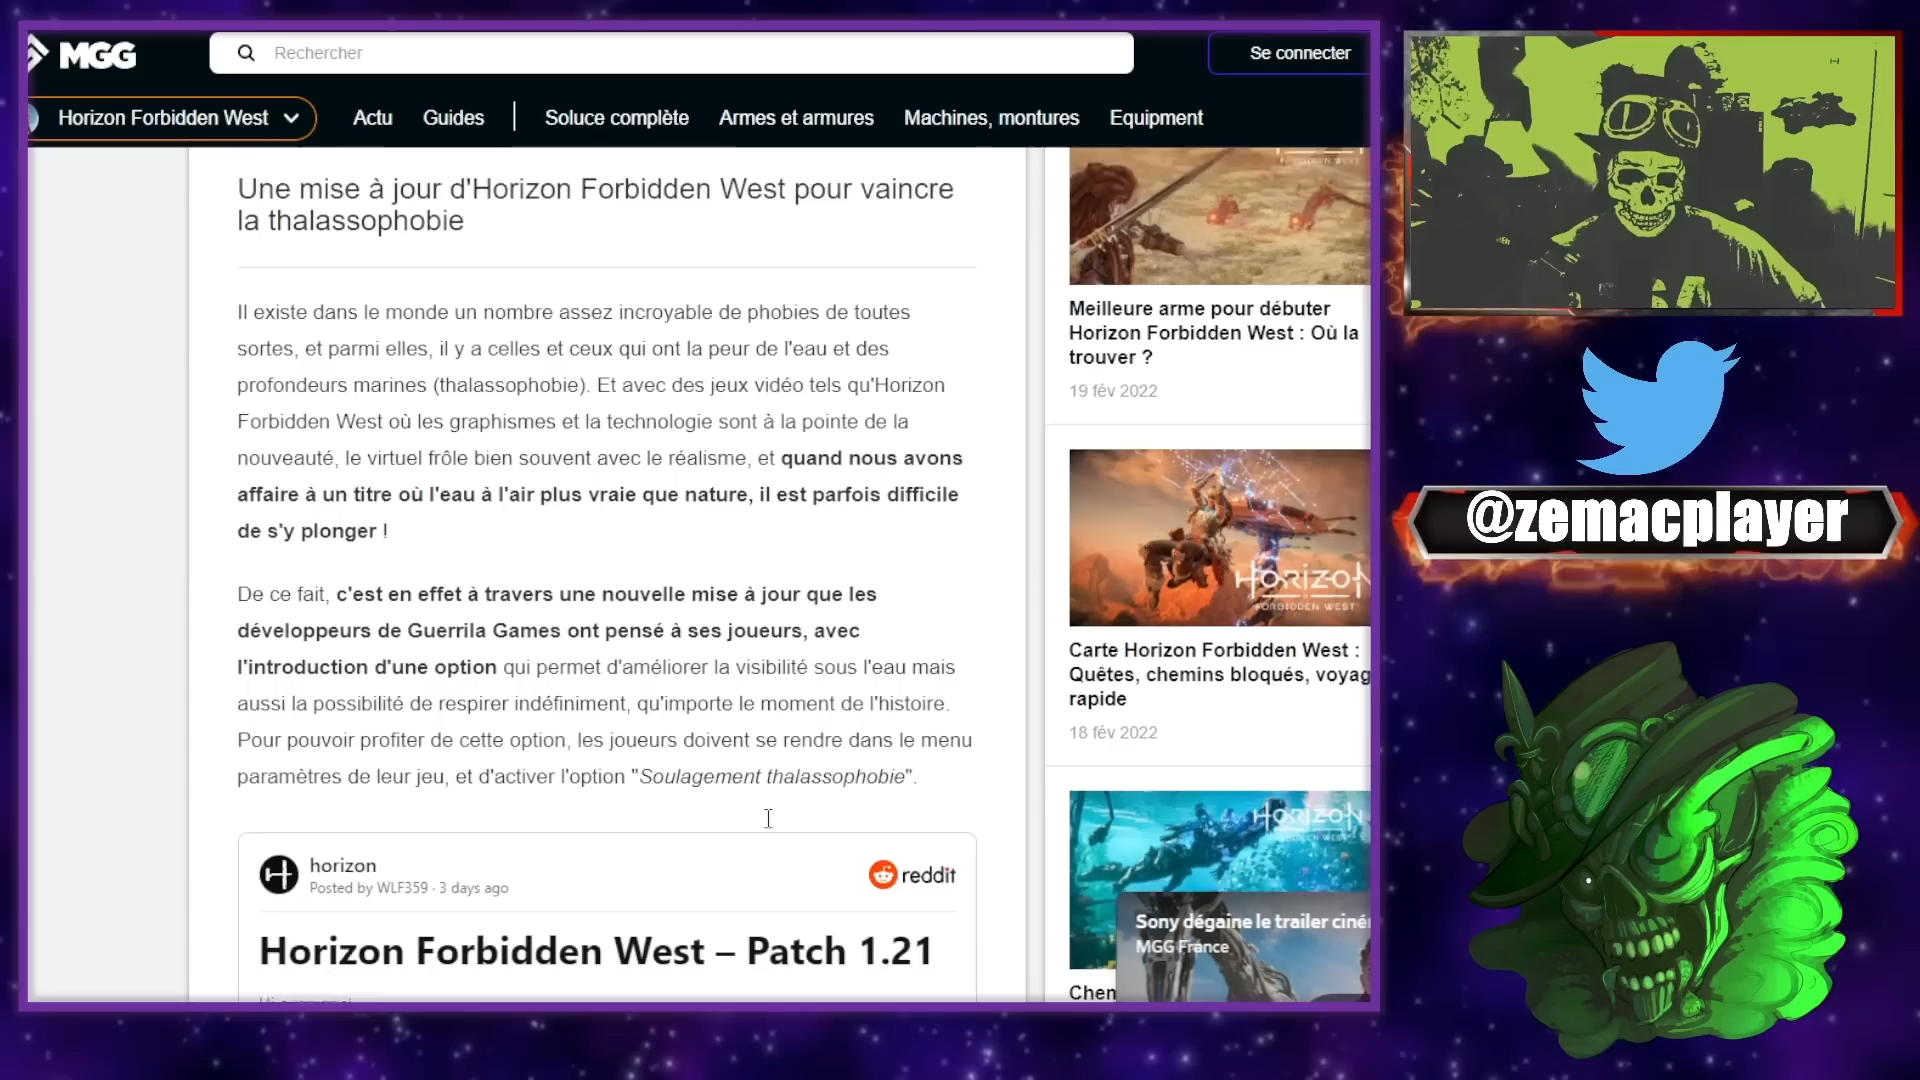 MGG
Rechercher
Se connecter
Horizon Forbidden West
Actu
Guides
Soluce complète
Armes et armures
Machines, montures
Equipment
Une mise à jour d'Horizon Forbidden West pour vaincre
la thalassophobie
Il existe dans le monde un nombre assez incroyable de phobies de toutes
sortes, et parmi elles, il y a celles et ceux qui ont la peur de l'eau et des
profondeurs marines (thalassophobie). Et avec des jeux vidéo tels qu'Horizon
Forbidden West où les graphismes et la technologie sont à la pointe de la
nouveauté, le virtuel frôle bien souvent avec le réalisme, et quand nous avons
affaire à un titre où l'eau à l'air plus vraie que nature, il est parfois difficile
de s'y plonger !
De ce fait, c'est en effet à travers une nouvelle mise à jour que les
développeurs de Guerrila Games ont pensé à ses joueurs, avec
l'introduction d'une option qui permet d'améliorer la visibilité sous l'eau mais
aussi la possibilité de respirer indéfiniment, qu'importe le moment de l'histoire.
Pour pouvoir profiter de cette option, les joueurs doivent se rendre dans le menu
paramètres de leur jeu, et d'activer l'option "Soulagement thalassophobie".
horizon
Posted by WLF359 · 3 days ago
reddit
Horizon Forbidden West – Patch 1.21
Meilleure arme pour débuter
Horizon Forbidden West : Où la
trouver ?
19 fév 2022
HORIZON
FORBIDDEN WEST
Carte Horizon Forbidden West :
Quêtes, chemins bloqués, voyag
rapide
18 fév 2022
HORIZON
Sony dégaine le trailer ciné
MGG France
Chem
@zemacplayer